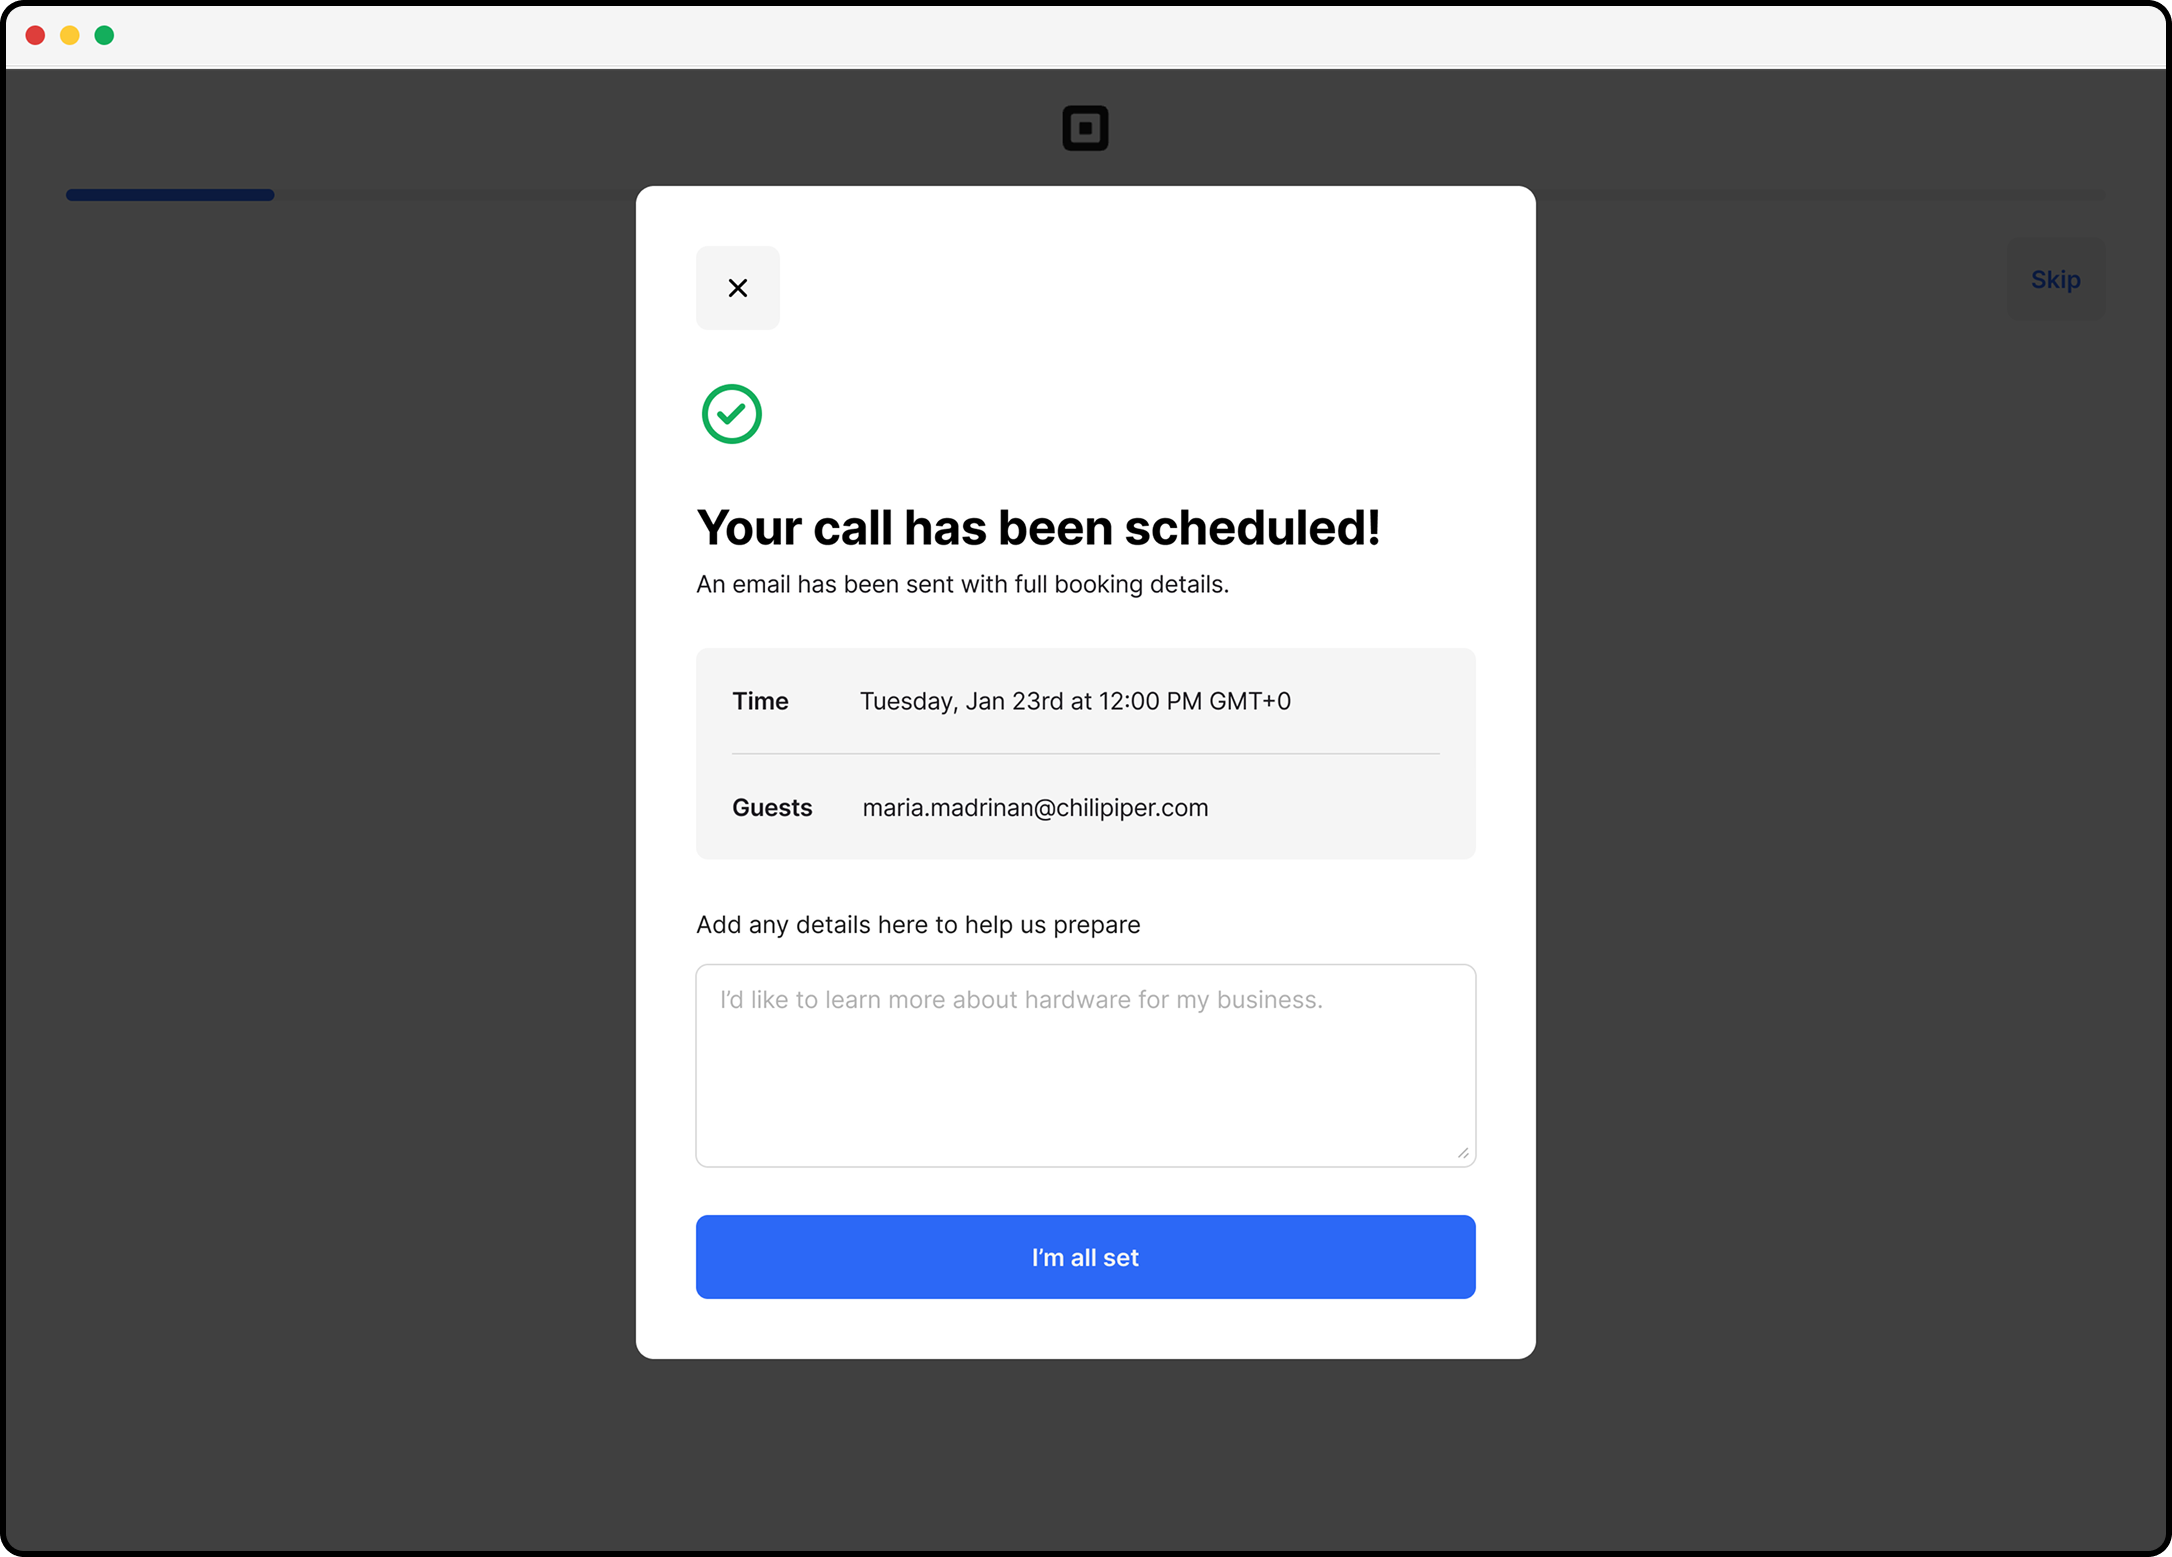 Skip
Your call has been scheduled!
An email has been sent with full booking details.
Time Tuesday, Jan 23rd at 12:00 PM GMT+0
Guests maria.madrinan@chilipiper.com
Add any details here to help us prepare
I’d like to learn more about hardware for my business.
I’m all set